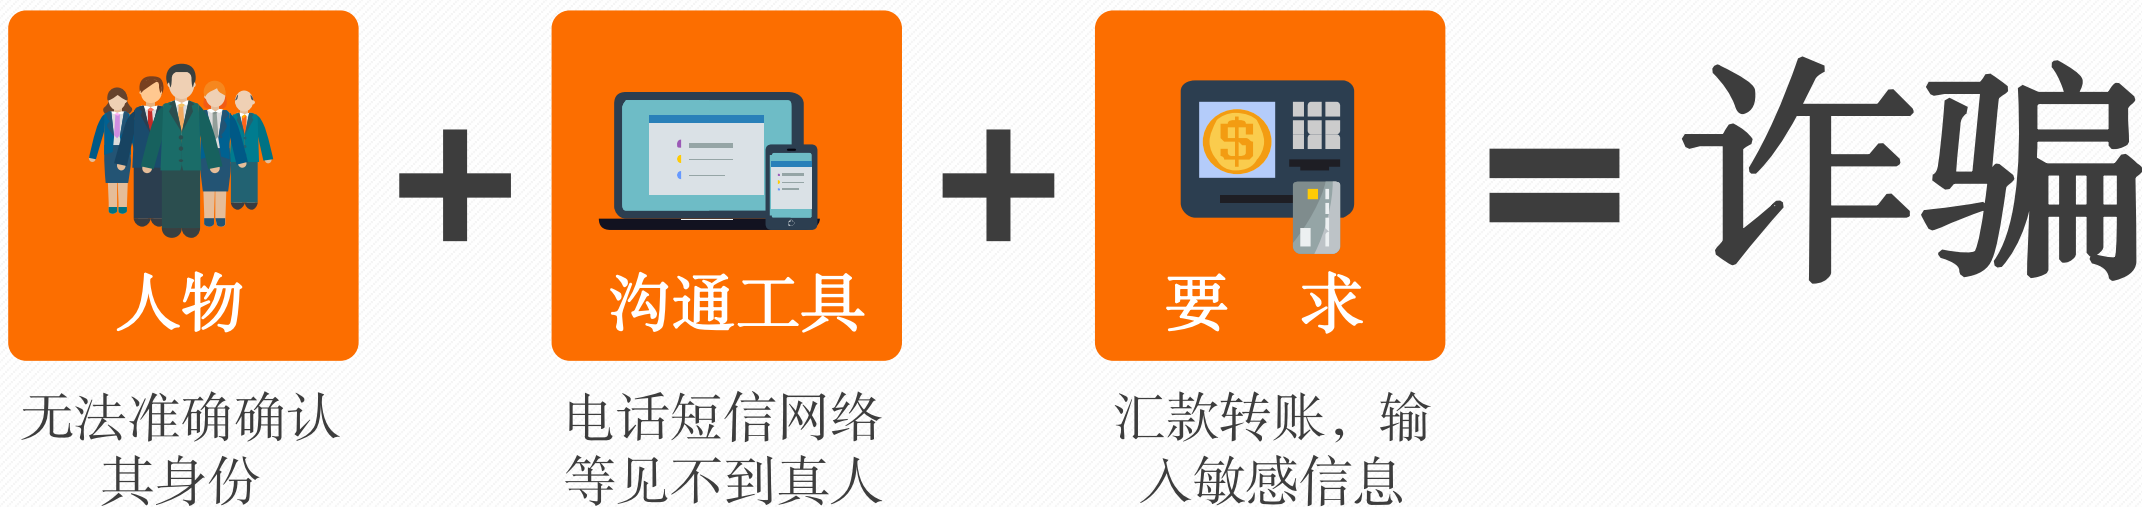 人物
无法准确确认
其身份
+
沟通工具
电话短信网络
等见不到真人
+
要 求
汇款转账，输
入敏感信息
=
诈骗